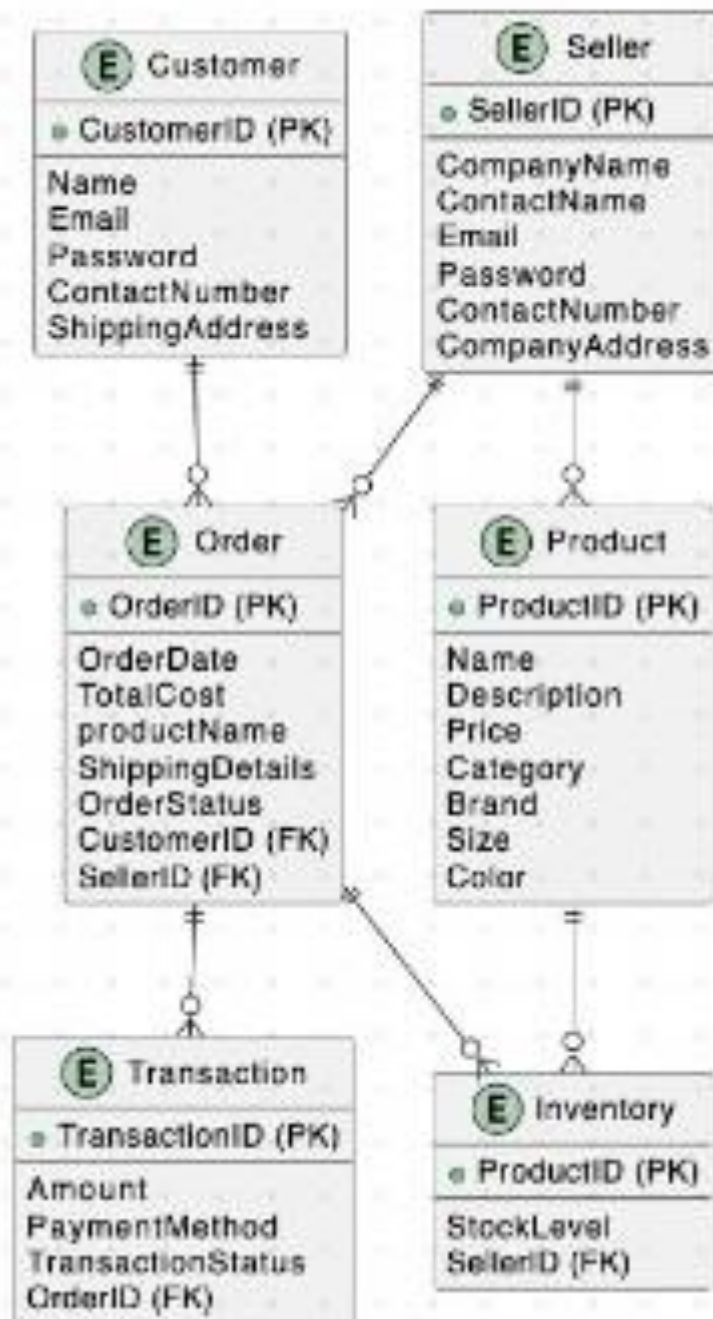 E Customer
CustomerID (PK)
Name
Email
Password
ContactNumber
ShippingAddress
E Seller
SellerID (PK)
CompanyName
ContactName
Email
Password
ContactNumber
CompanyAddress
E Order
OrderID (PK)
OrderDate
TotalCost
productName
ShippingDetails
OrderStatus
CustomerID (FK)
SellerID (FK)
E Product
ProductID (PK)
Name
Description
Price
Category
Brand
Size
Color
E Transaction
TransactionID (PK)
Amount
PaymentMethod
TransactionStatus
OrderID (FK)
E Inventory
ProductID (PK)
StockLevel
SellerID (FK)